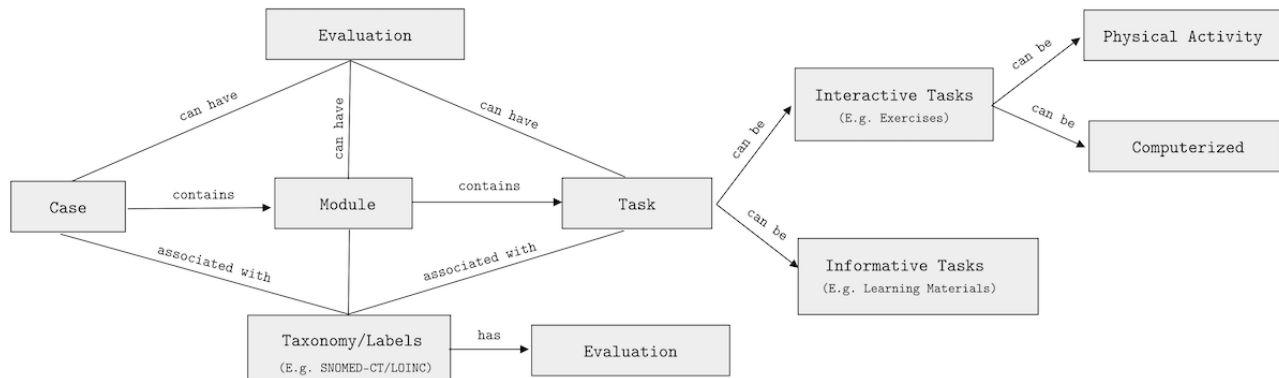 Evaluation
Physical Activity
can be
can be
Interactive Tasks
(E.g. Exercises)
Computerized
can have
can have
can have
can be
Case
contains
Module
contains
Task
can be
associated with
associated with
Informative Tasks
(E.g. Learning Materials)
Taxonomy/Labels
(E.g. SNOMED-CT/LOINC)
has
Evaluation